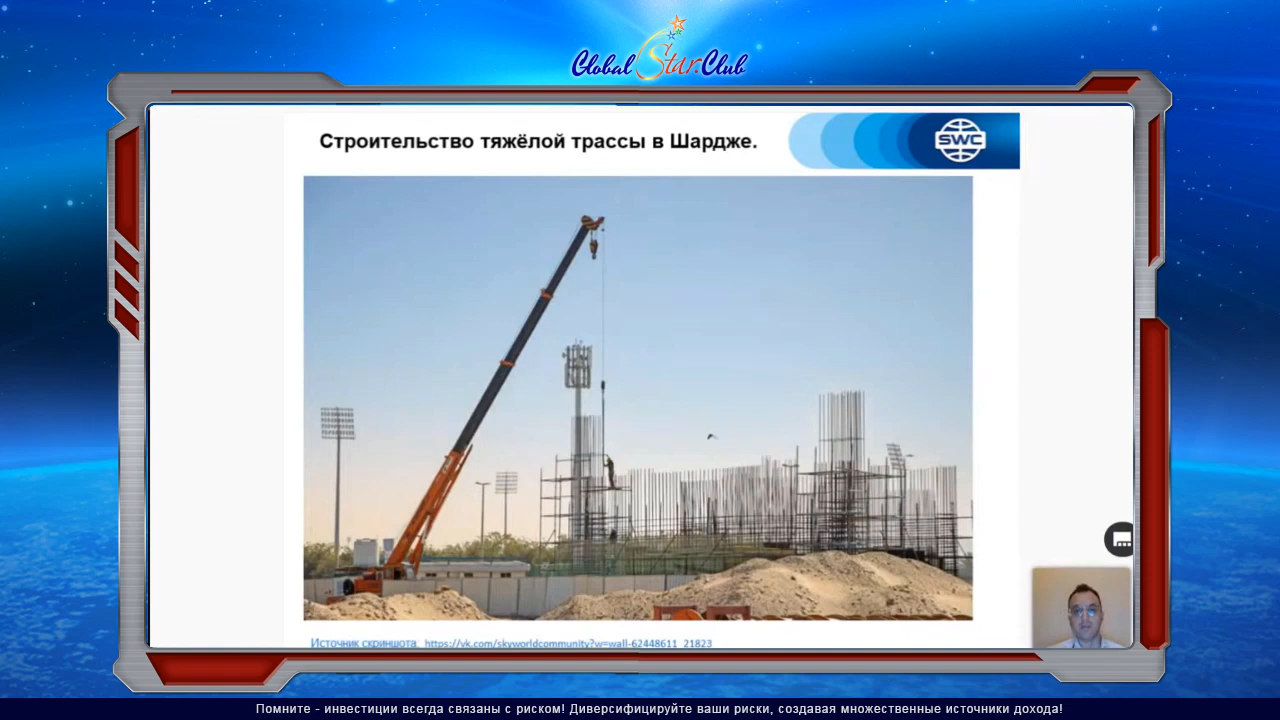 Global Star.Club
Строительство тяжёлой трассы в Шардже.
SWC
Источник скриншота: https://vk.com/skyworldcommunity?w=wall-62448611_21823
Помните - инвестиции всегда связаны с риском! Диверсифицируйте ваши риски, создавая множественные источники дохода!